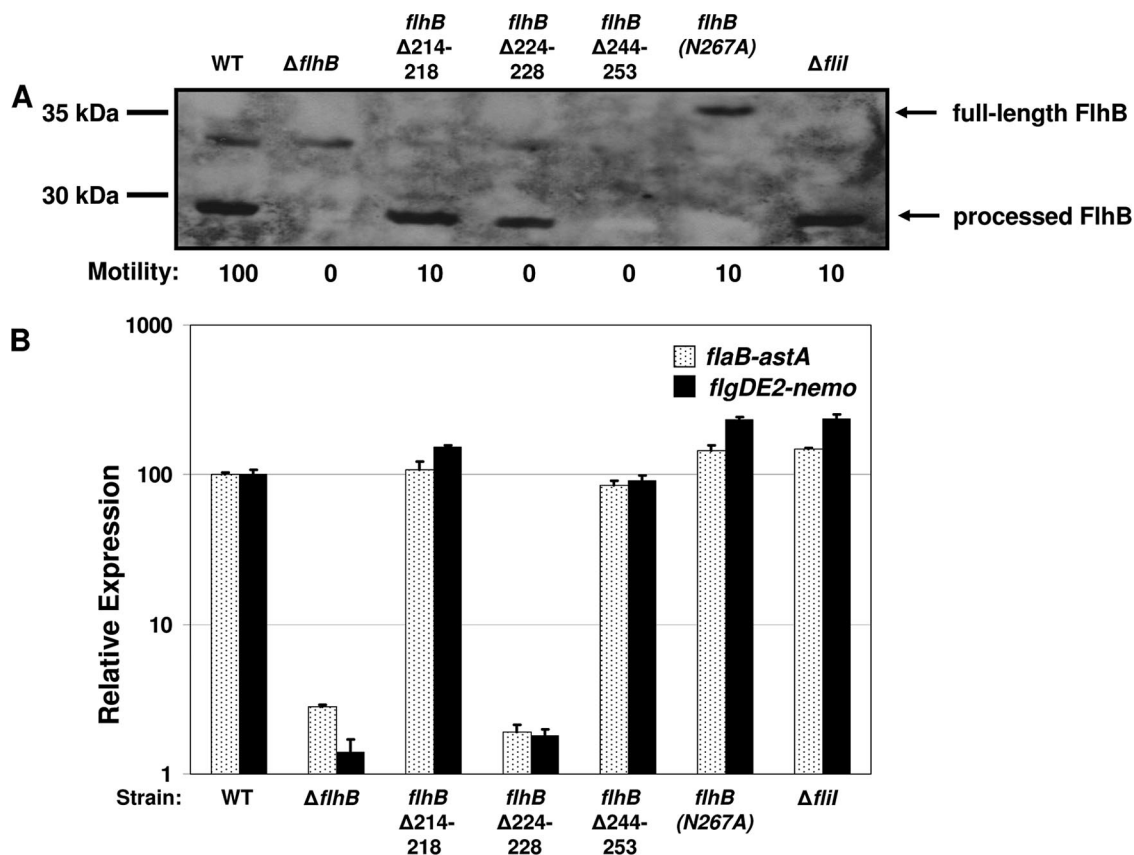 flhB flhB flhB flhB
Δ214- Δ224- Δ244- (N267A)
WT ΔflhB 218 228 253 ΔfliI
A
35 kDa full-length FlhB
30 kDa processed FlhB
Motility: 100 0 10 0 0 10 10
B
1000
flaB-astA
flgDE2-nemo
100
Relative Expression
10
1
Strain: WT ΔflhB flhB flhB flhB flhB ΔfliI
Δ214- Δ224- Δ244- (N267A)
218 228 253